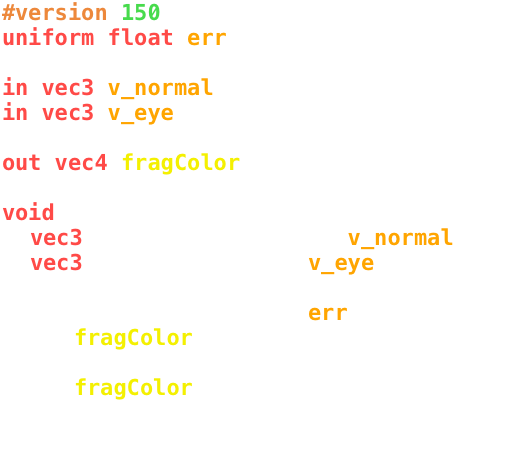 #version 150
uniform float err
in vec3 v_normal
in vec3 v_eye
out vec4 fragColor
void
vec3 v_normal
vec3 v_eye
err
fragColor
fragColor